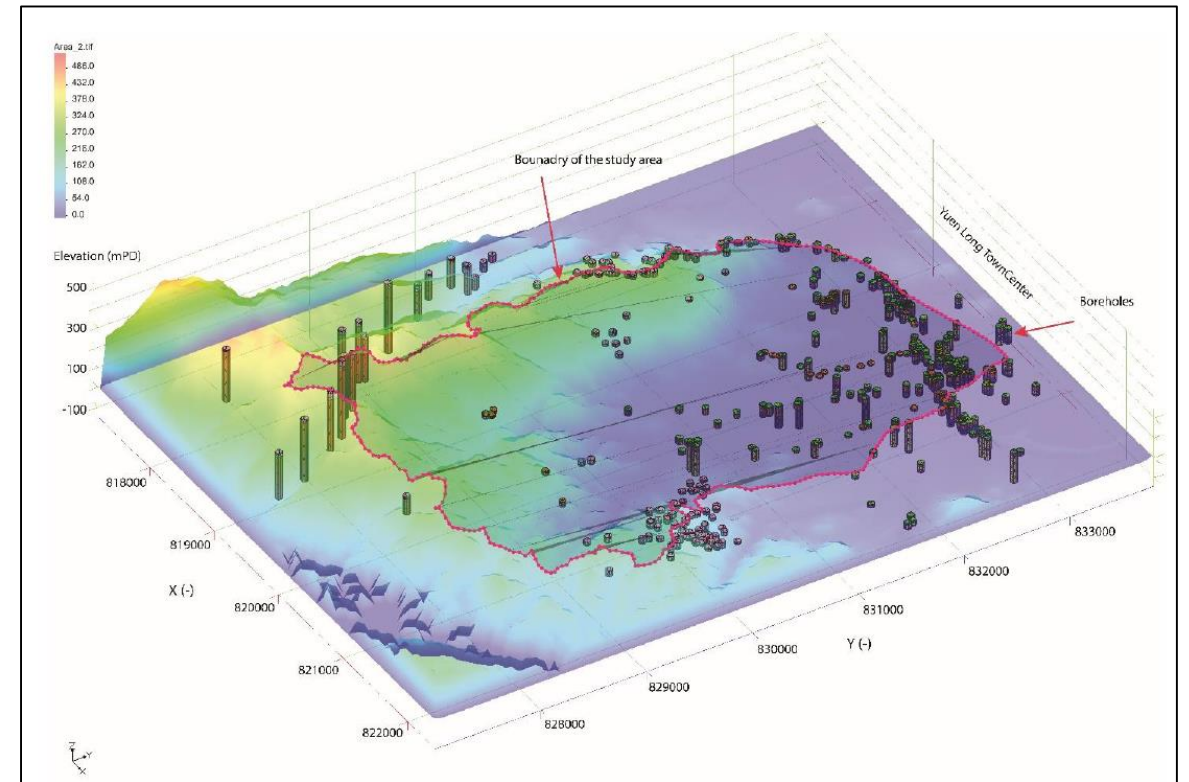 Area_2.tif
486.0
432.0
378.0
324.0
270.0
216.0
162.0
108.0
54.0
0.0
Elevation (mPD)
500
300
100
-100
Bounadry of the study area
Yuen Long TownCenter
Boreholes
818000
819000
820000
821000
822000
X (-)
828000
829000
830000
831000
832000
833000
Y (-)
Z
Y
X